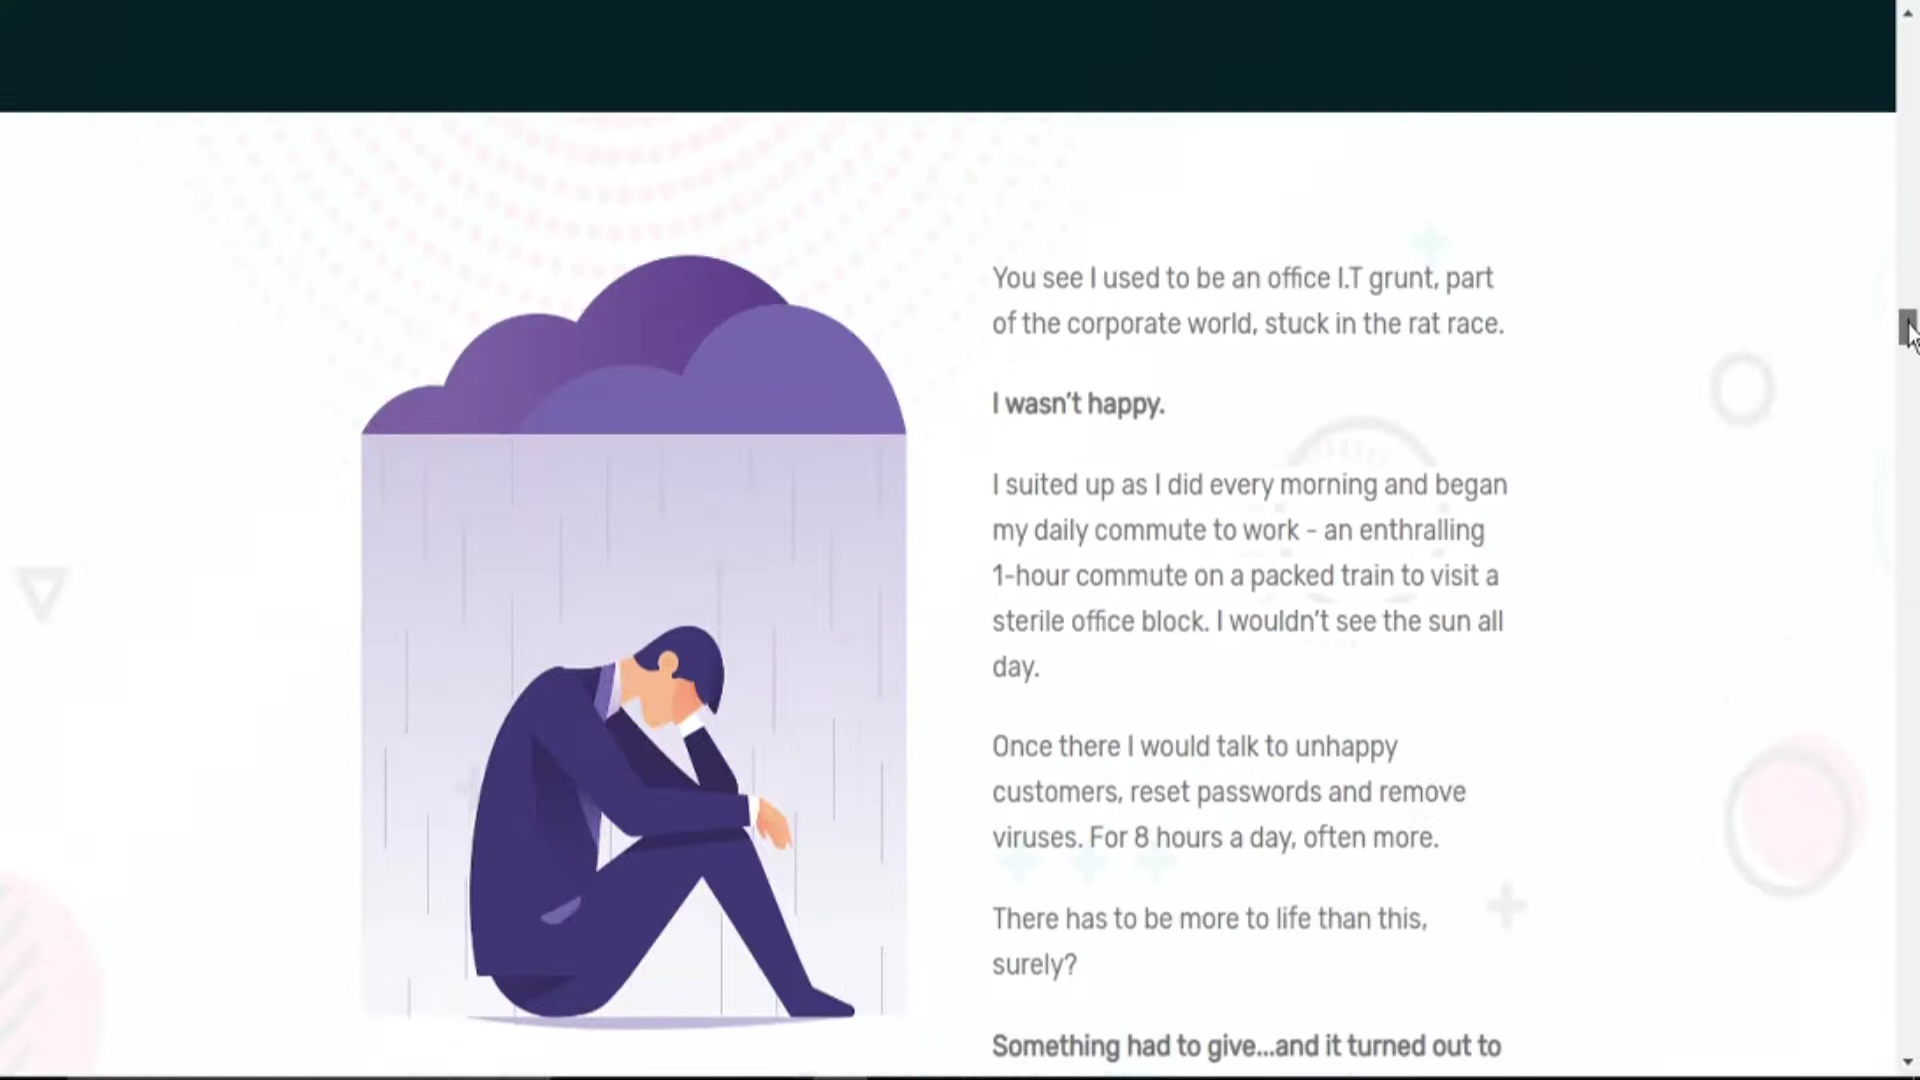 You see I used to be an office I.T grunt, part
of the corporate world, stuck in the rat race.
I wasn't happy.
I suited up as I did every morning and began
my daily commute to work - an enthralling
1-hour commute on a packed train to visit a
sterile office block. I wouldn't see the sun all
day.
Once there I would talk to unhappy
customers, reset passwords and remove
viruses. For 8 hours a day, often more.
There has to be more to life than this,
surely?
Something had to give...and it turned out to